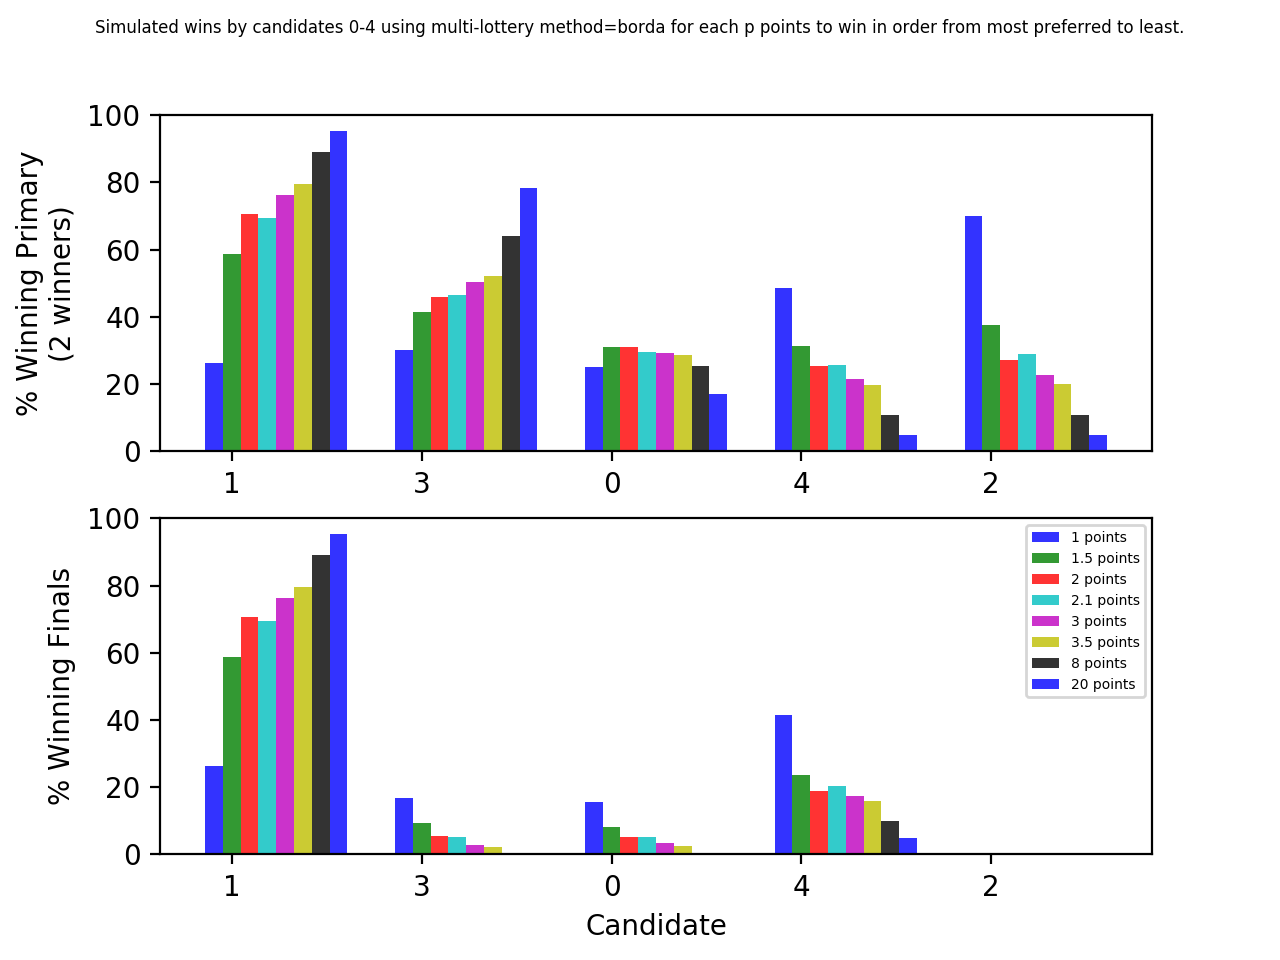 Simulated wins by candidates 0-4 using multi-lottery method=borda for each p points to win in order from most preferred to least.
% Winning Primary
(2 winners)
100
80
60
40
20
0
1 3 0 4 2
% Winning Finals
100
80
60
40
20
0
1 points
1.5 points
2 points
2.1 points
3 points
3.5 points
8 points
20 points
1 3 0 4 2
Candidate